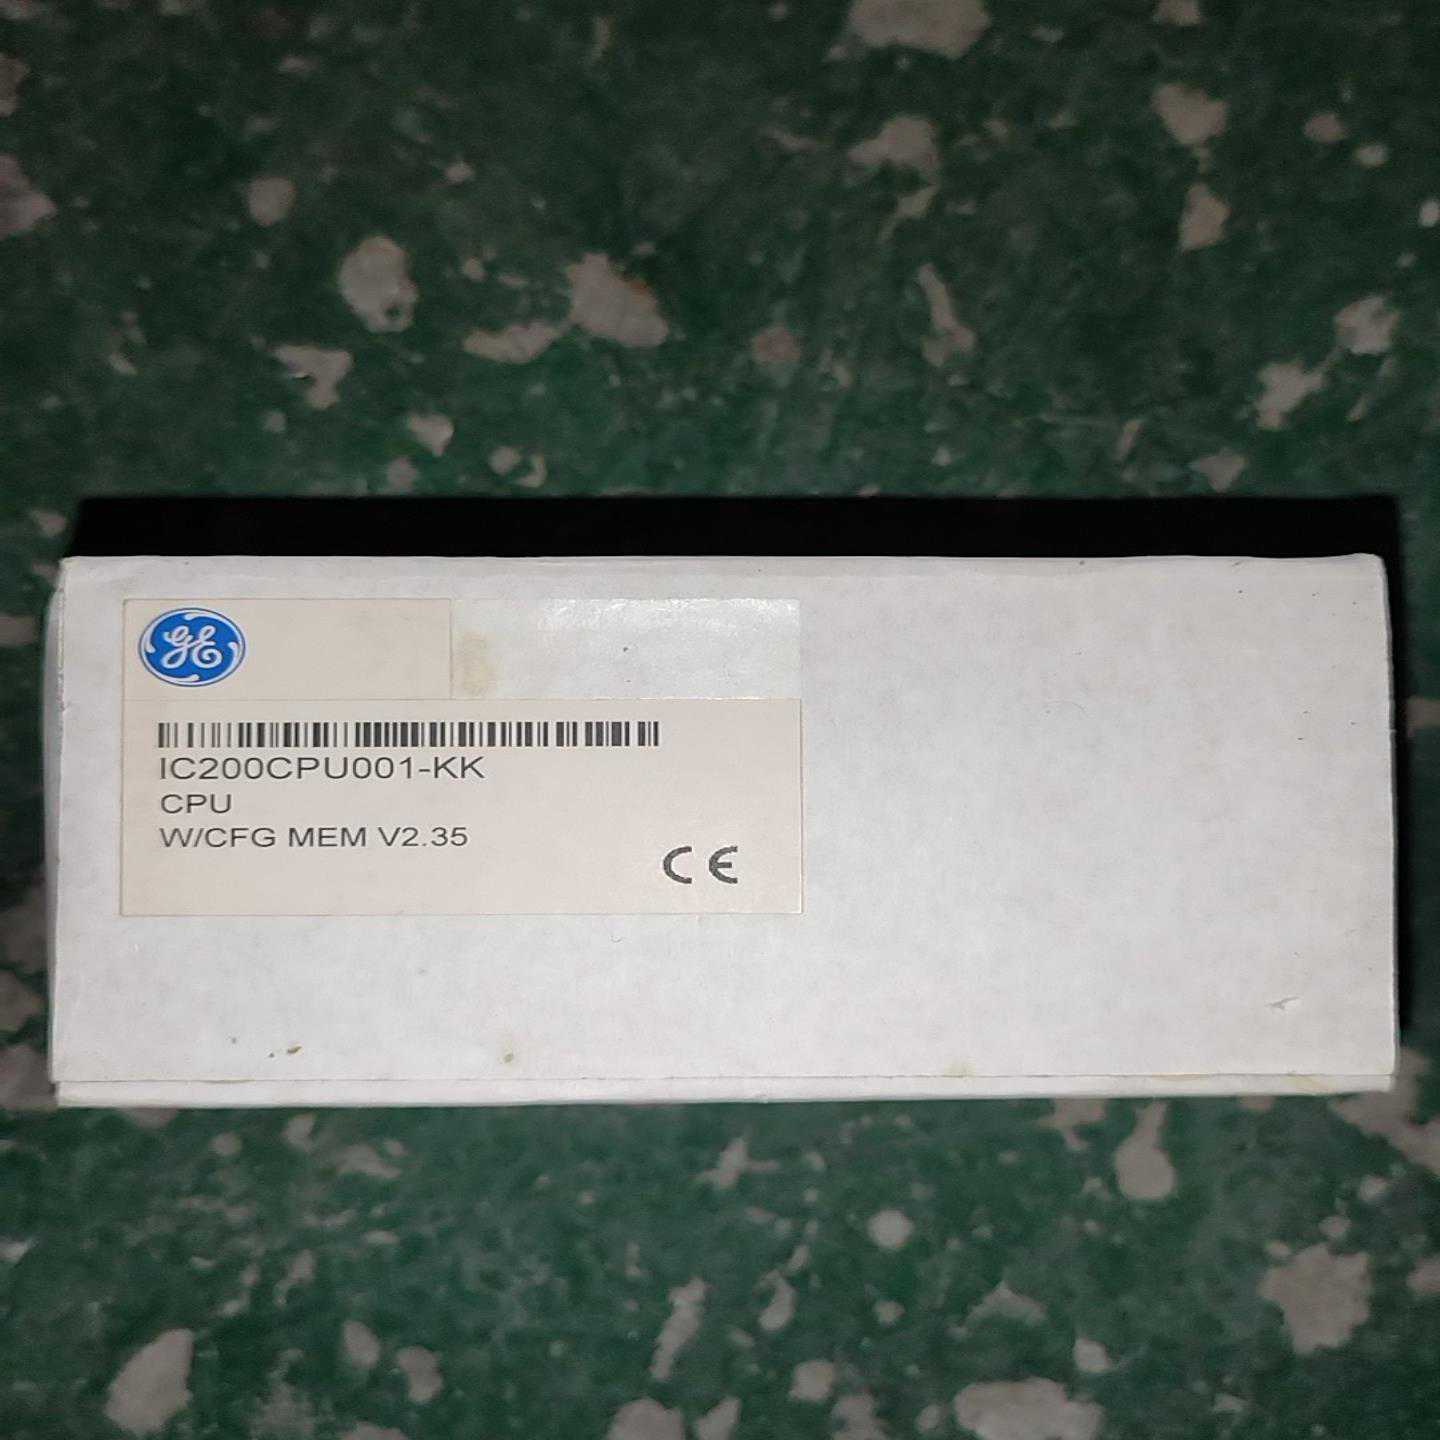 GE
IC200CPU001-KK
CPU
W/CFG MEM V2.35
CE